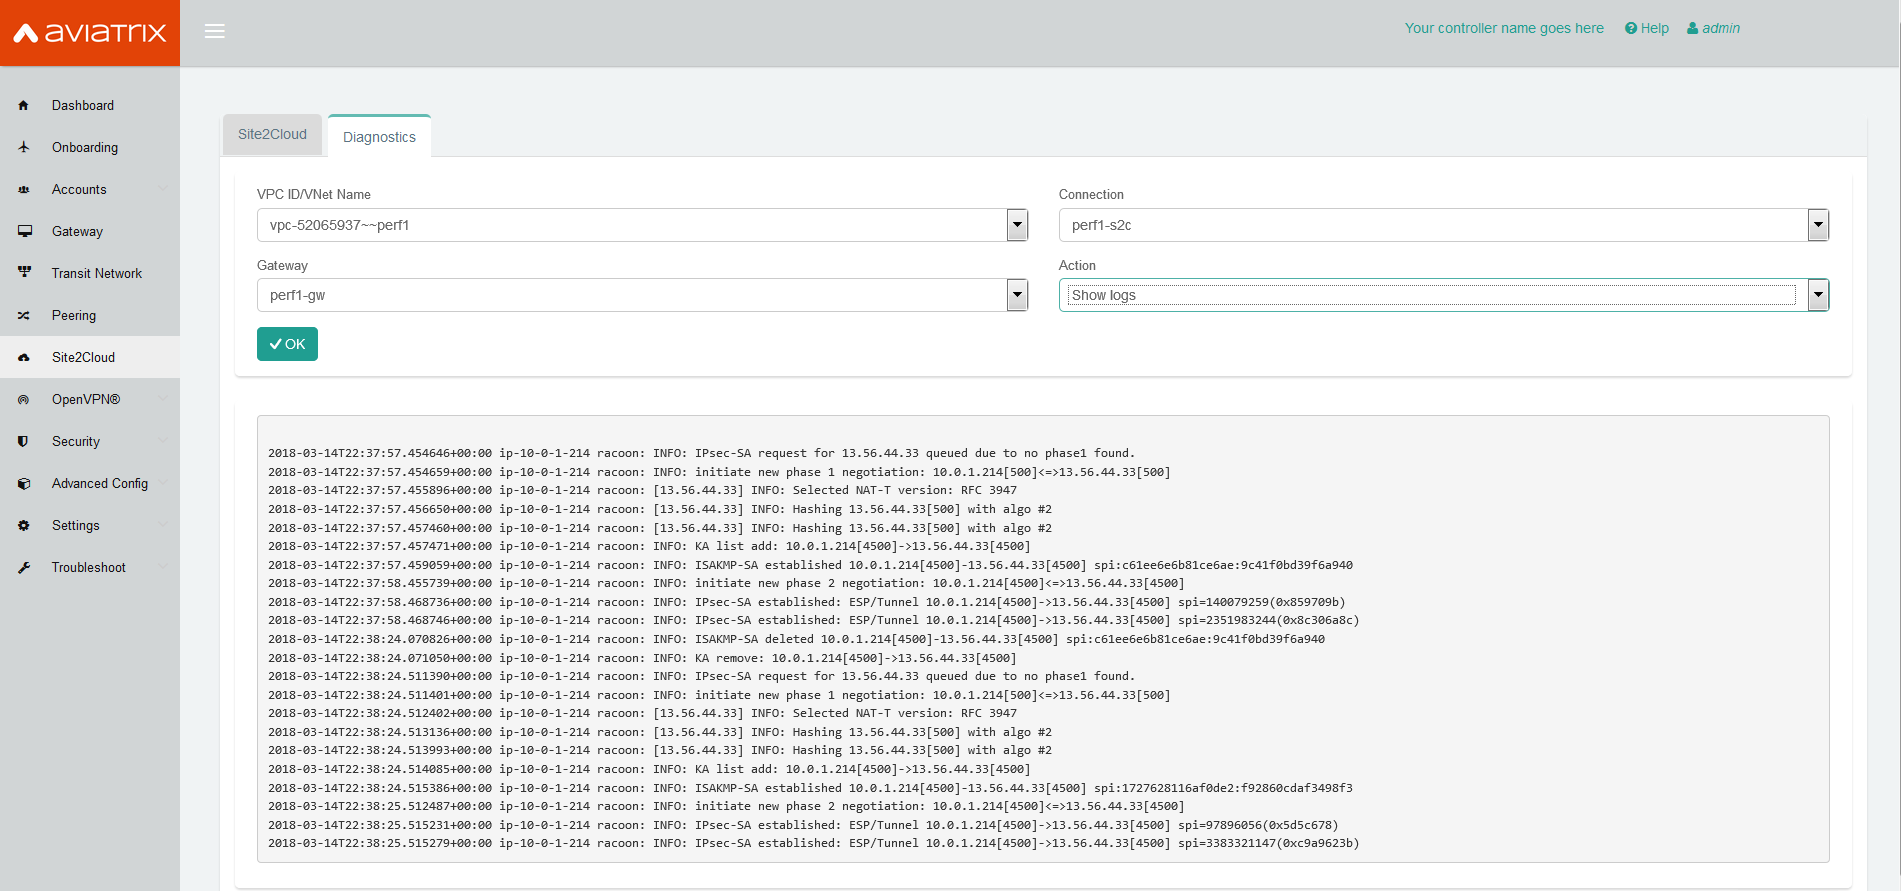 aviatrix
Your controller name goes here
Help
admin
Dashboard
Onboarding
Accounts
Gateway
Transit Network
Peering
Site2Cloud
OpenVPN®
Security
Advanced Config
Settings
Troubleshoot
Site2Cloud
Diagnostics
VPC ID/VNet Name
vpc-52065937~~perf1
Connection
perf1-s2c
Gateway
perf1-gw
Action
Show logs
OK
2018-03-14T22:37:57.454646+00:00 ip-10-0-1-214 racoon: INFO: IPsec-SA request for 13.56.44.33 queued due to no phase1 found.
2018-03-14T22:37:57.454659+00:00 ip-10-0-1-214 racoon: INFO: initiate new phase 1 negotiation: 10.0.1.214[500]<=>13.56.44.33[500]
2018-03-14T22:37:57.455896+00:00 ip-10-0-1-214 racoon: [13.56.44.33] INFO: Selected NAT-T version: RFC 3947
2018-03-14T22:37:57.456650+00:00 ip-10-0-1-214 racoon: [13.56.44.33] INFO: Hashing 13.56.44.33[500] with algo #2
2018-03-14T22:37:57.457460+00:00 ip-10-0-1-214 racoon: [13.56.44.33] INFO: Hashing 13.56.44.33[500] with algo #2
2018-03-14T22:37:57.457471+00:00 ip-10-0-1-214 racoon: INFO: KA list add: 10.0.1.214[4500]->13.56.44.33[4500]
2018-03-14T22:37:57.459059+00:00 ip-10-0-1-214 racoon: INFO: ISAKMP-SA established 10.0.1.214[4500]-13.56.44.33[4500] spi:c61ee6e6b81ce6ae:9c41f0bd39f6a940
2018-03-14T22:37:58.455739+00:00 ip-10-0-1-214 racoon: INFO: initiate new phase 2 negotiation: 10.0.1.214[4500]<=>13.56.44.33[4500]
2018-03-14T22:37:58.468736+00:00 ip-10-0-1-214 racoon: INFO: IPsec-SA established: ESP/Tunnel 10.0.1.214[4500]->13.56.44.33[4500] spi=140079259(0x859709b)
2018-03-14T22:37:58.468746+00:00 ip-10-0-1-214 racoon: INFO: IPsec-SA established: ESP/Tunnel 10.0.1.214[4500]->13.56.44.33[4500] spi=2351983244(0x8c306a8c)
2018-03-14T22:38:24.070826+00:00 ip-10-0-1-214 racoon: INFO: ISAKMP-SA deleted 10.0.1.214[4500]-13.56.44.33[4500] spi:c61ee6e6b81ce6ae:9c41f0bd39f6a940
2018-03-14T22:38:24.071050+00:00 ip-10-0-1-214 racoon: INFO: KA remove: 10.0.1.214[4500]->13.56.44.33[4500]
2018-03-14T22:38:24.511390+00:00 ip-10-0-1-214 racoon: INFO: IPsec-SA request for 13.56.44.33 queued due to no phase1 found.
2018-03-14T22:38:24.511401+00:00 ip-10-0-1-214 racoon: INFO: initiate new phase 1 negotiation: 10.0.1.214[500]<=>13.56.44.33[500]
2018-03-14T22:38:24.512402+00:00 ip-10-0-1-214 racoon: [13.56.44.33] INFO: Selected NAT-T version: RFC 3947
2018-03-14T22:38:24.513136+00:00 ip-10-0-1-214 racoon: [13.56.44.33] INFO: Hashing 13.56.44.33[500] with algo #2
2018-03-14T22:38:24.513993+00:00 ip-10-0-1-214 racoon: [13.56.44.33] INFO: Hashing 13.56.44.33[500] with algo #2
2018-03-14T22:38:24.514085+00:00 ip-10-0-1-214 racoon: INFO: KA list add: 10.0.1.214[4500]->13.56.44.33[4500]
2018-03-14T22:38:24.515386+00:00 ip-10-0-1-214 racoon: INFO: ISAKMP-SA established 10.0.1.214[4500]-13.56.44.33[4500] spi:1727628116af0de2:f92860cdaf3498f3
2018-03-14T22:38:25.512487+00:00 ip-10-0-1-214 racoon: INFO: initiate new phase 2 negotiation: 10.0.1.214[4500]<=>13.56.44.33[4500]
2018-03-14T22:38:25.515231+00:00 ip-10-0-1-214 racoon: INFO: IPsec-SA established: ESP/Tunnel 10.0.1.214[4500]->13.56.44.33[4500] spi=97896056(0x5d5c678)
2018-03-14T22:38:25.515279+00:00 ip-10-0-1-214 racoon: INFO: IPsec-SA established: ESP/Tunnel 10.0.1.214[4500]->13.56.44.33[4500] spi=3383321147(0xc9a9623b)